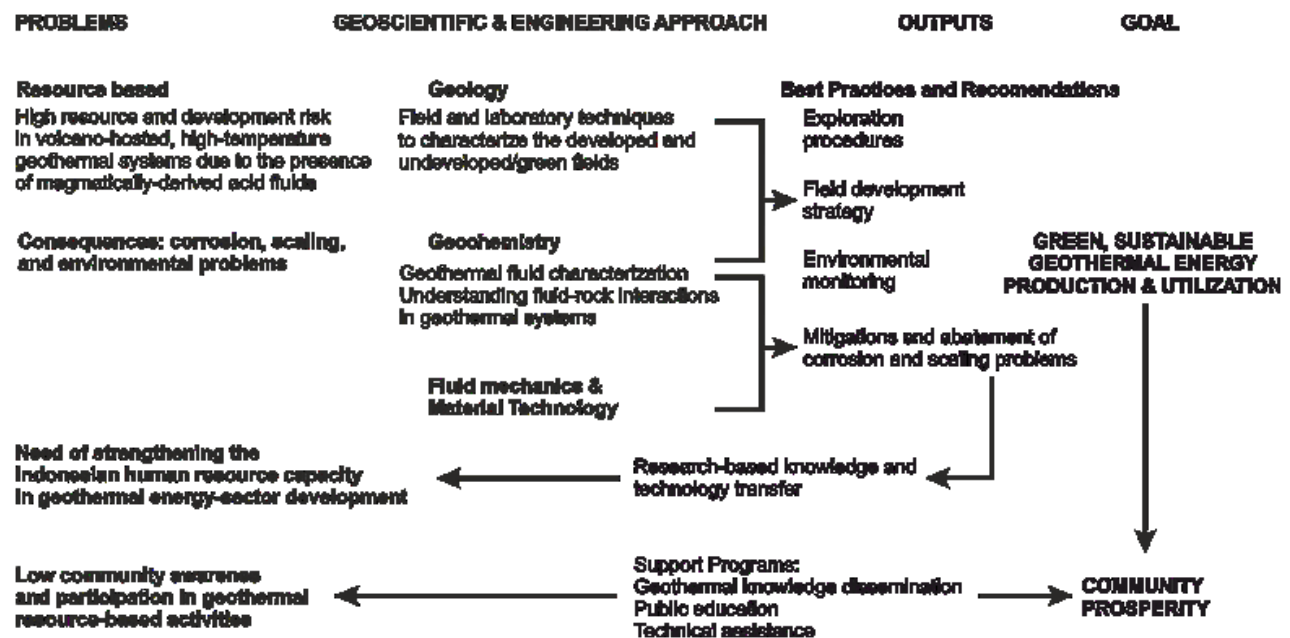 PROBLEMS
GEOSCIENTIFIC & ENGINEERING APPROACH
OUTPUTS
GOAL
Resource based
High resource and development risk
in volcano-hosted, high-temperature
geothermal systems due to the presence
of magmatically-derived acid fluids
Consequences: corrosion, scaling,
and environmental problems
Geology
Field and laboratory techniques
to characterize the developed and
undeveloped/green fields
Geochemistry
Geothermal fluid characterization
Understanding fluid-rock interactions
in geothermal systems
Fluid mechanics &
Material Technology
Best Practices and Recomendations
Exploration
procedures
Field development
strategy
Environmental
monitoring
Mitigations and abatement of
corrosion and scaling problems
GREEN, SUSTAINABLE
GEOTHERMAL ENERGY
PRODUCTION & UTILIZATION
Need of strengthening the
Indonesian human resource capacity
in geothermal energy-sector development
Research-based knowledge and
technology transfer
Low community awarene
and participation in geothermal
resource-based activities
Support Programs:
Geothermal knowledge dissemination
Public education
Technical assistance
COMMUNITY
PROSPERITY